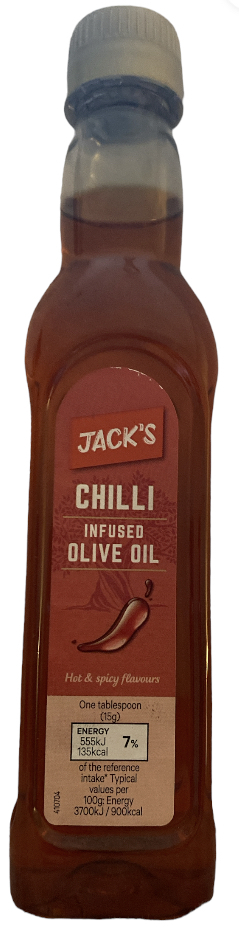 JACK'S
CHILLI
INFUSED
OLIVE OIL
Hot & spicy flavours
One tablespoon
(15g)
ENERGY
555kJ
135kcal
7%
of the reference
intake* Typical
values per
100g: Energy
3700kJ / 900kcal
410704